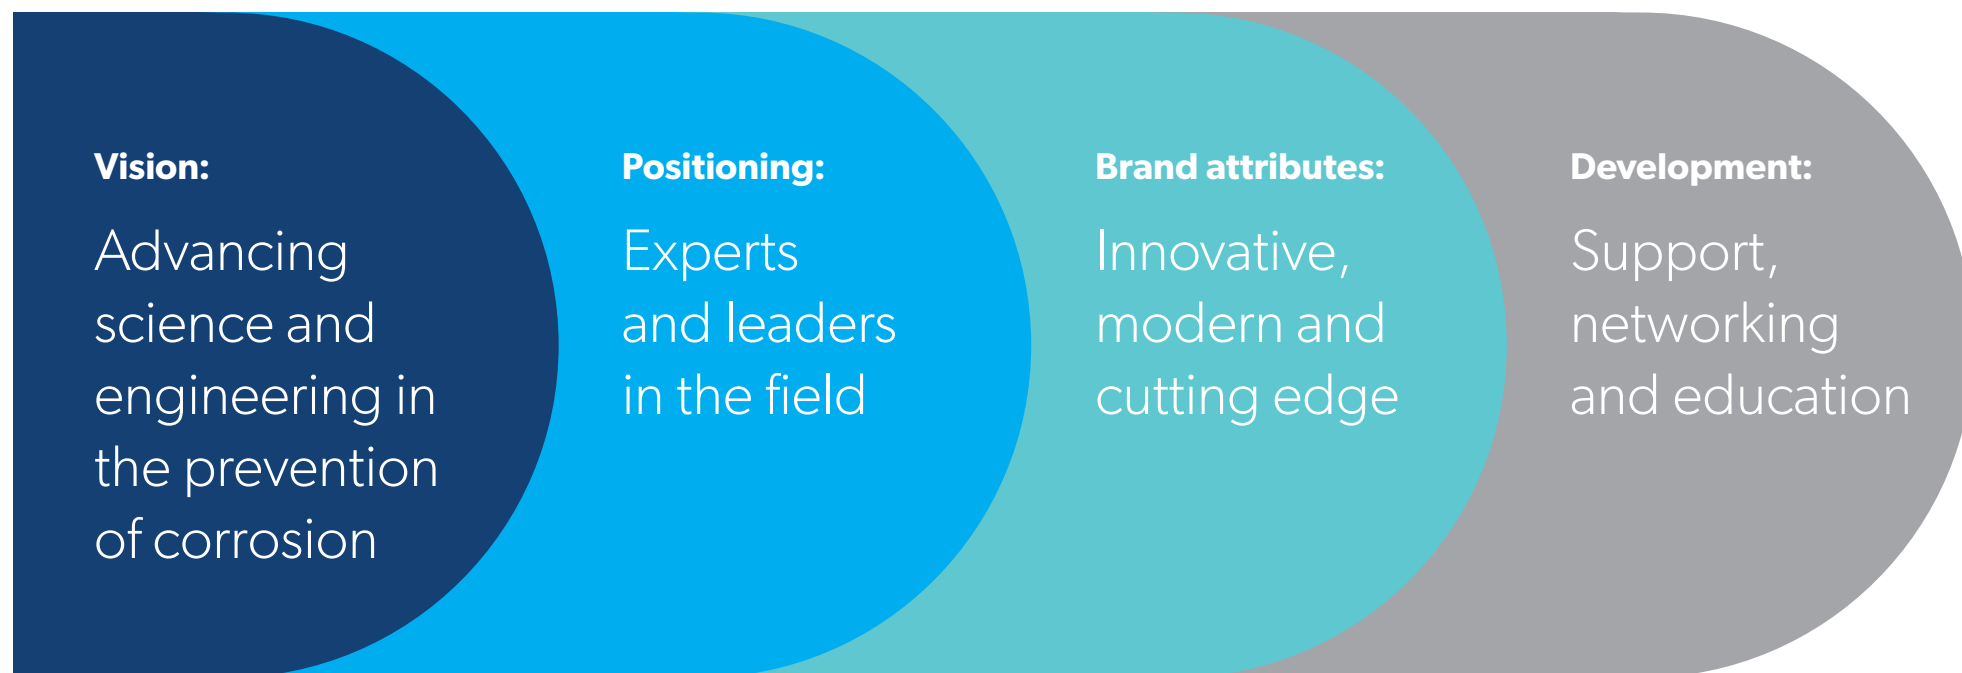 Vision:
Advancing
science and
engineering in
the prevention
of corrosion
Positioning:
Experts
and leaders
in the field
Brand attributes:
Innovative,
modern and
cutting edge
Development:
Support,
networking
and education